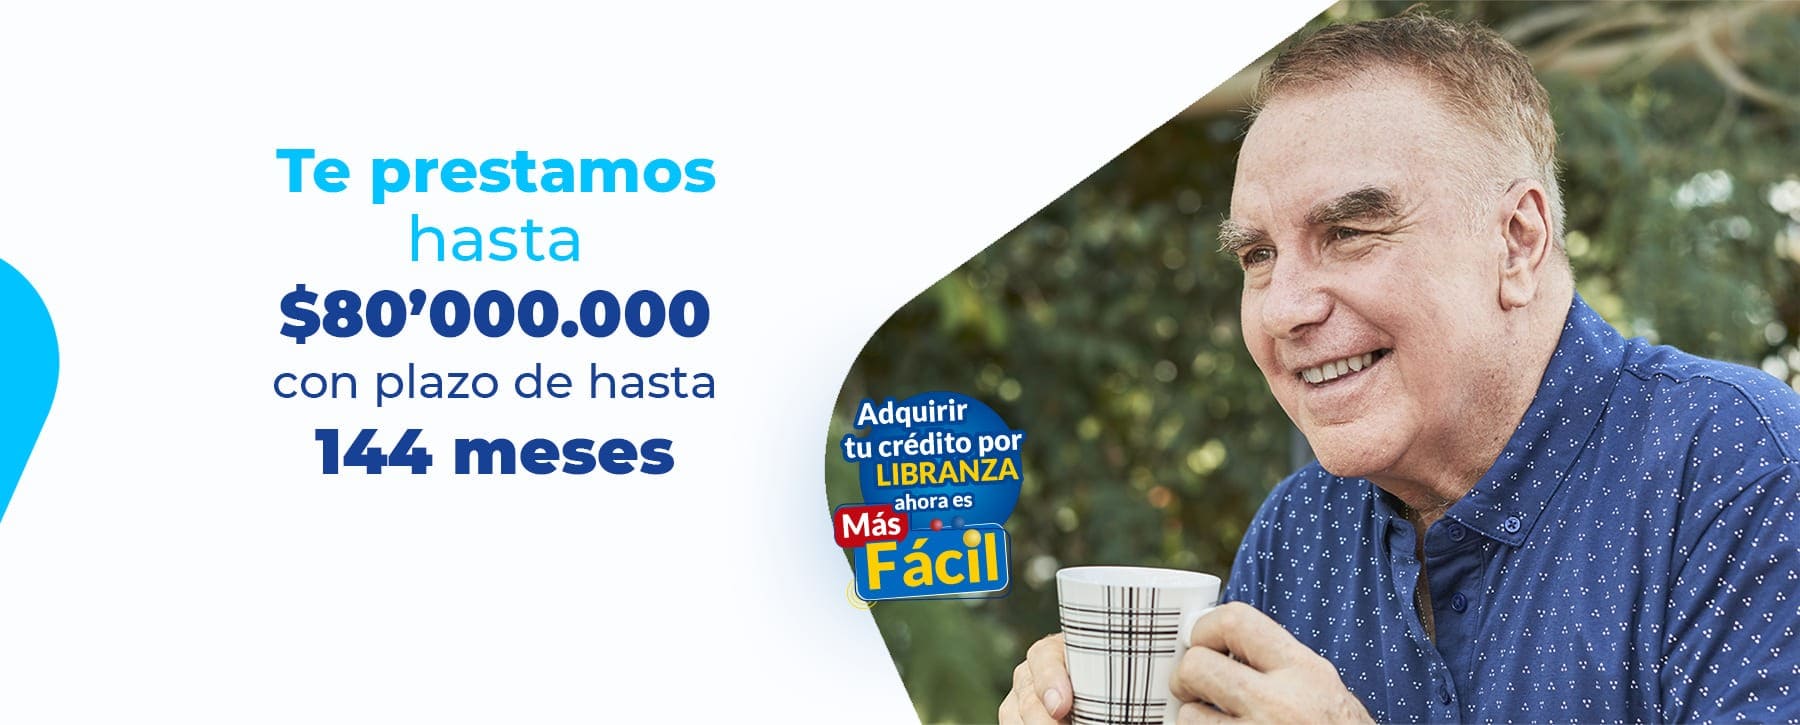 Te prestamos
hasta
$80’000.000
con plazo de hasta
144 meses
Adquirir
tu crédito por
LIBRANZA
ahora es
Más
Fácil